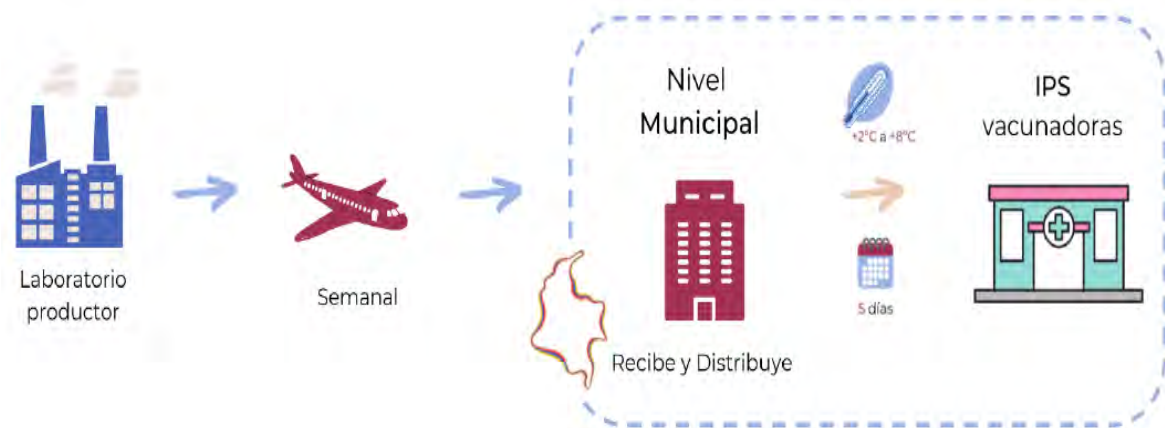 Laboratorio
productor
Semanal
Nivel
Municipal
Recibe y Distribuye
+2°C a +8°C
5 días
IPS
vacunadoras